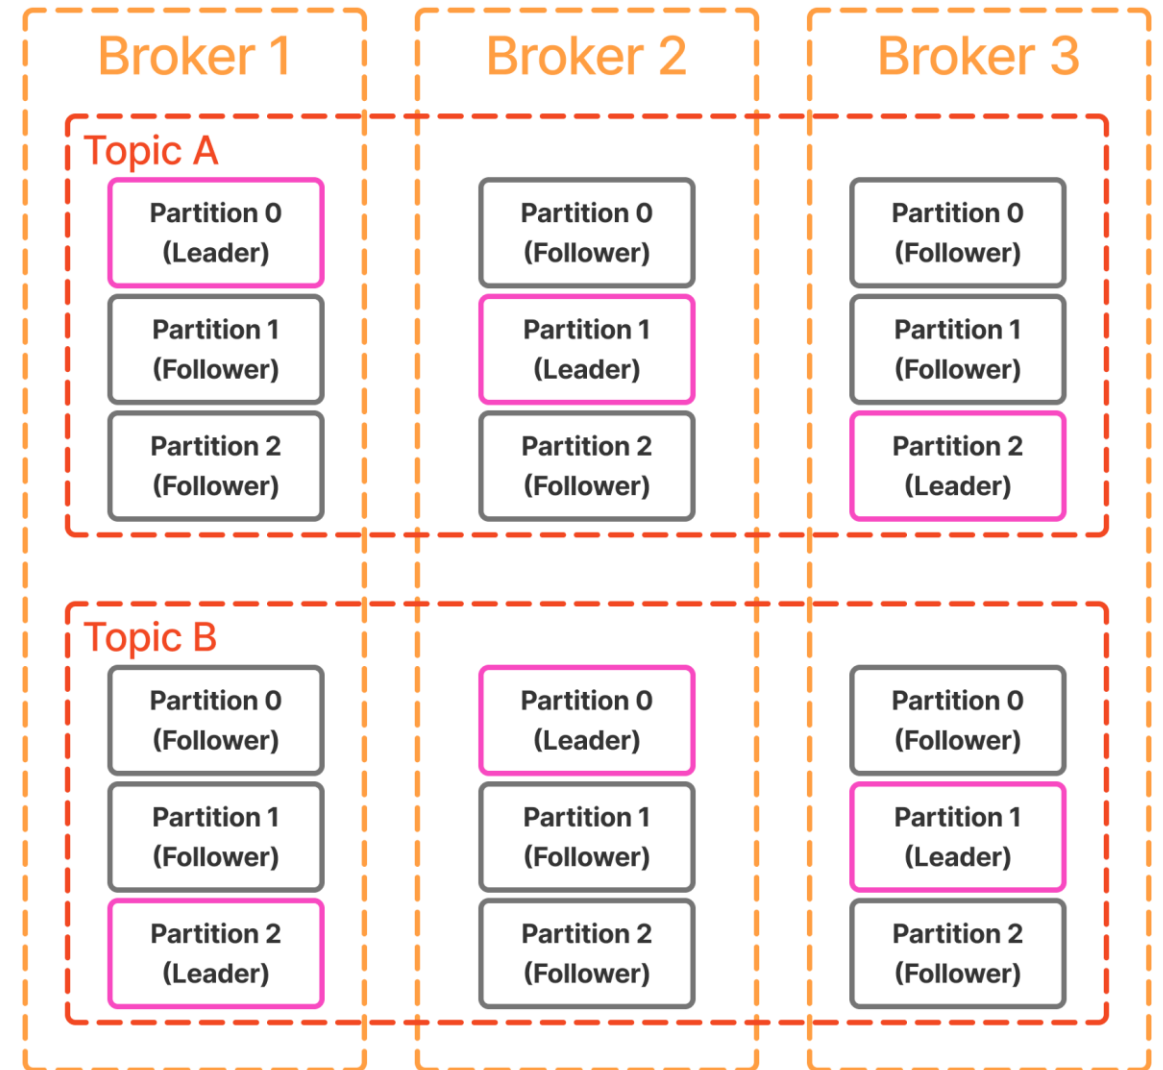 Broker 1
Broker 2
Broker 3
Topic A
Partition 0
(Leader)
Partition 0
(Follower)
Partition 0
(Follower)
Partition 1
(Follower)
Partition 1
(Leader)
Partition 1
(Follower)
Partition 2
(Follower)
Partition 2
(Follower)
Partition 2
(Leader)
Topic B
Partition 0
(Follower)
Partition 0
(Leader)
Partition 0
(Follower)
Partition 1
(Follower)
Partition 1
(Follower)
Partition 1
(Leader)
Partition 2
(Leader)
Partition 2
(Follower)
Partition 2
(Follower)